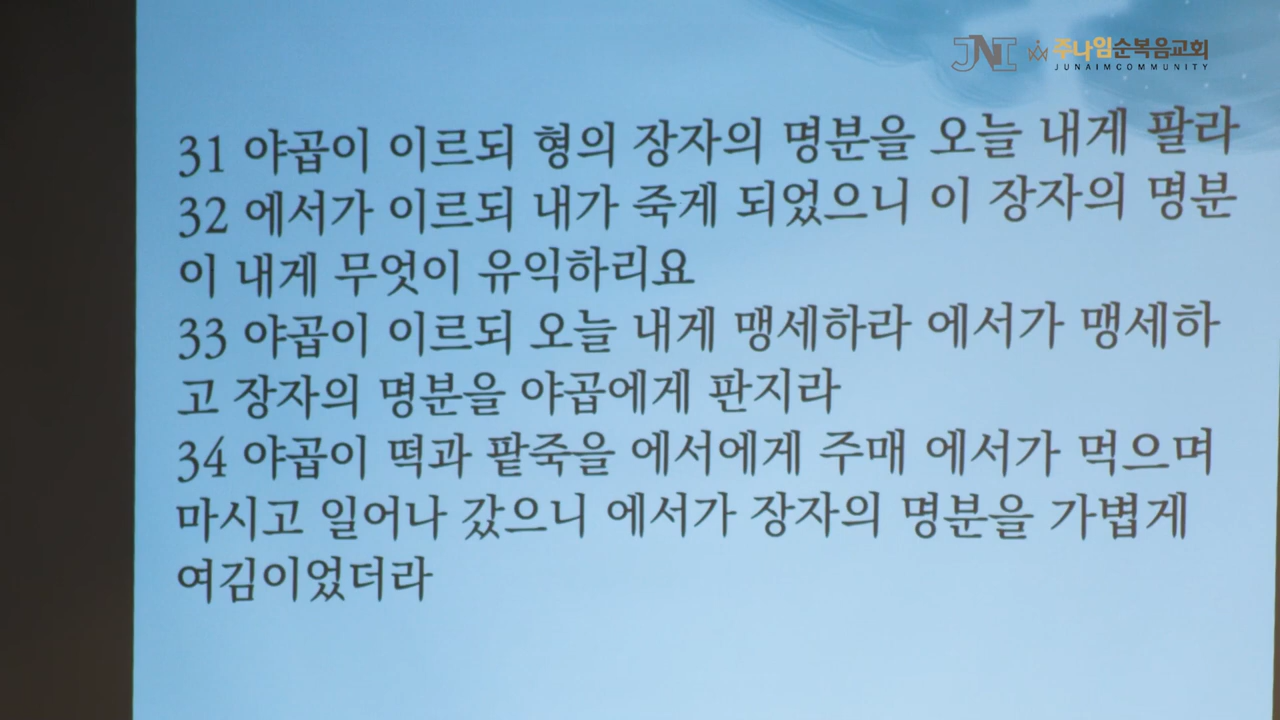 JNI 주나임순복음교회
JUNAIMCOMMUNITY
31 야곱이 이르되 형의 장자의 명분을 오늘 내게 팔라
32 에서가 이르되 내가 죽게 되었으니 이 장자의 명분
이 내게 무엇이 유익하리요
33 야곱이 이르되 오늘 내게 맹세하라 에서가 맹세하
고 장자의 명분을 야곱에게 판지라
34 야곱이 떡과 팥죽을 에서에게 주매 에서가 먹으며
마시고 일어나 갔으니 에서가 장자의 명분을 가볍게
여김이었더라